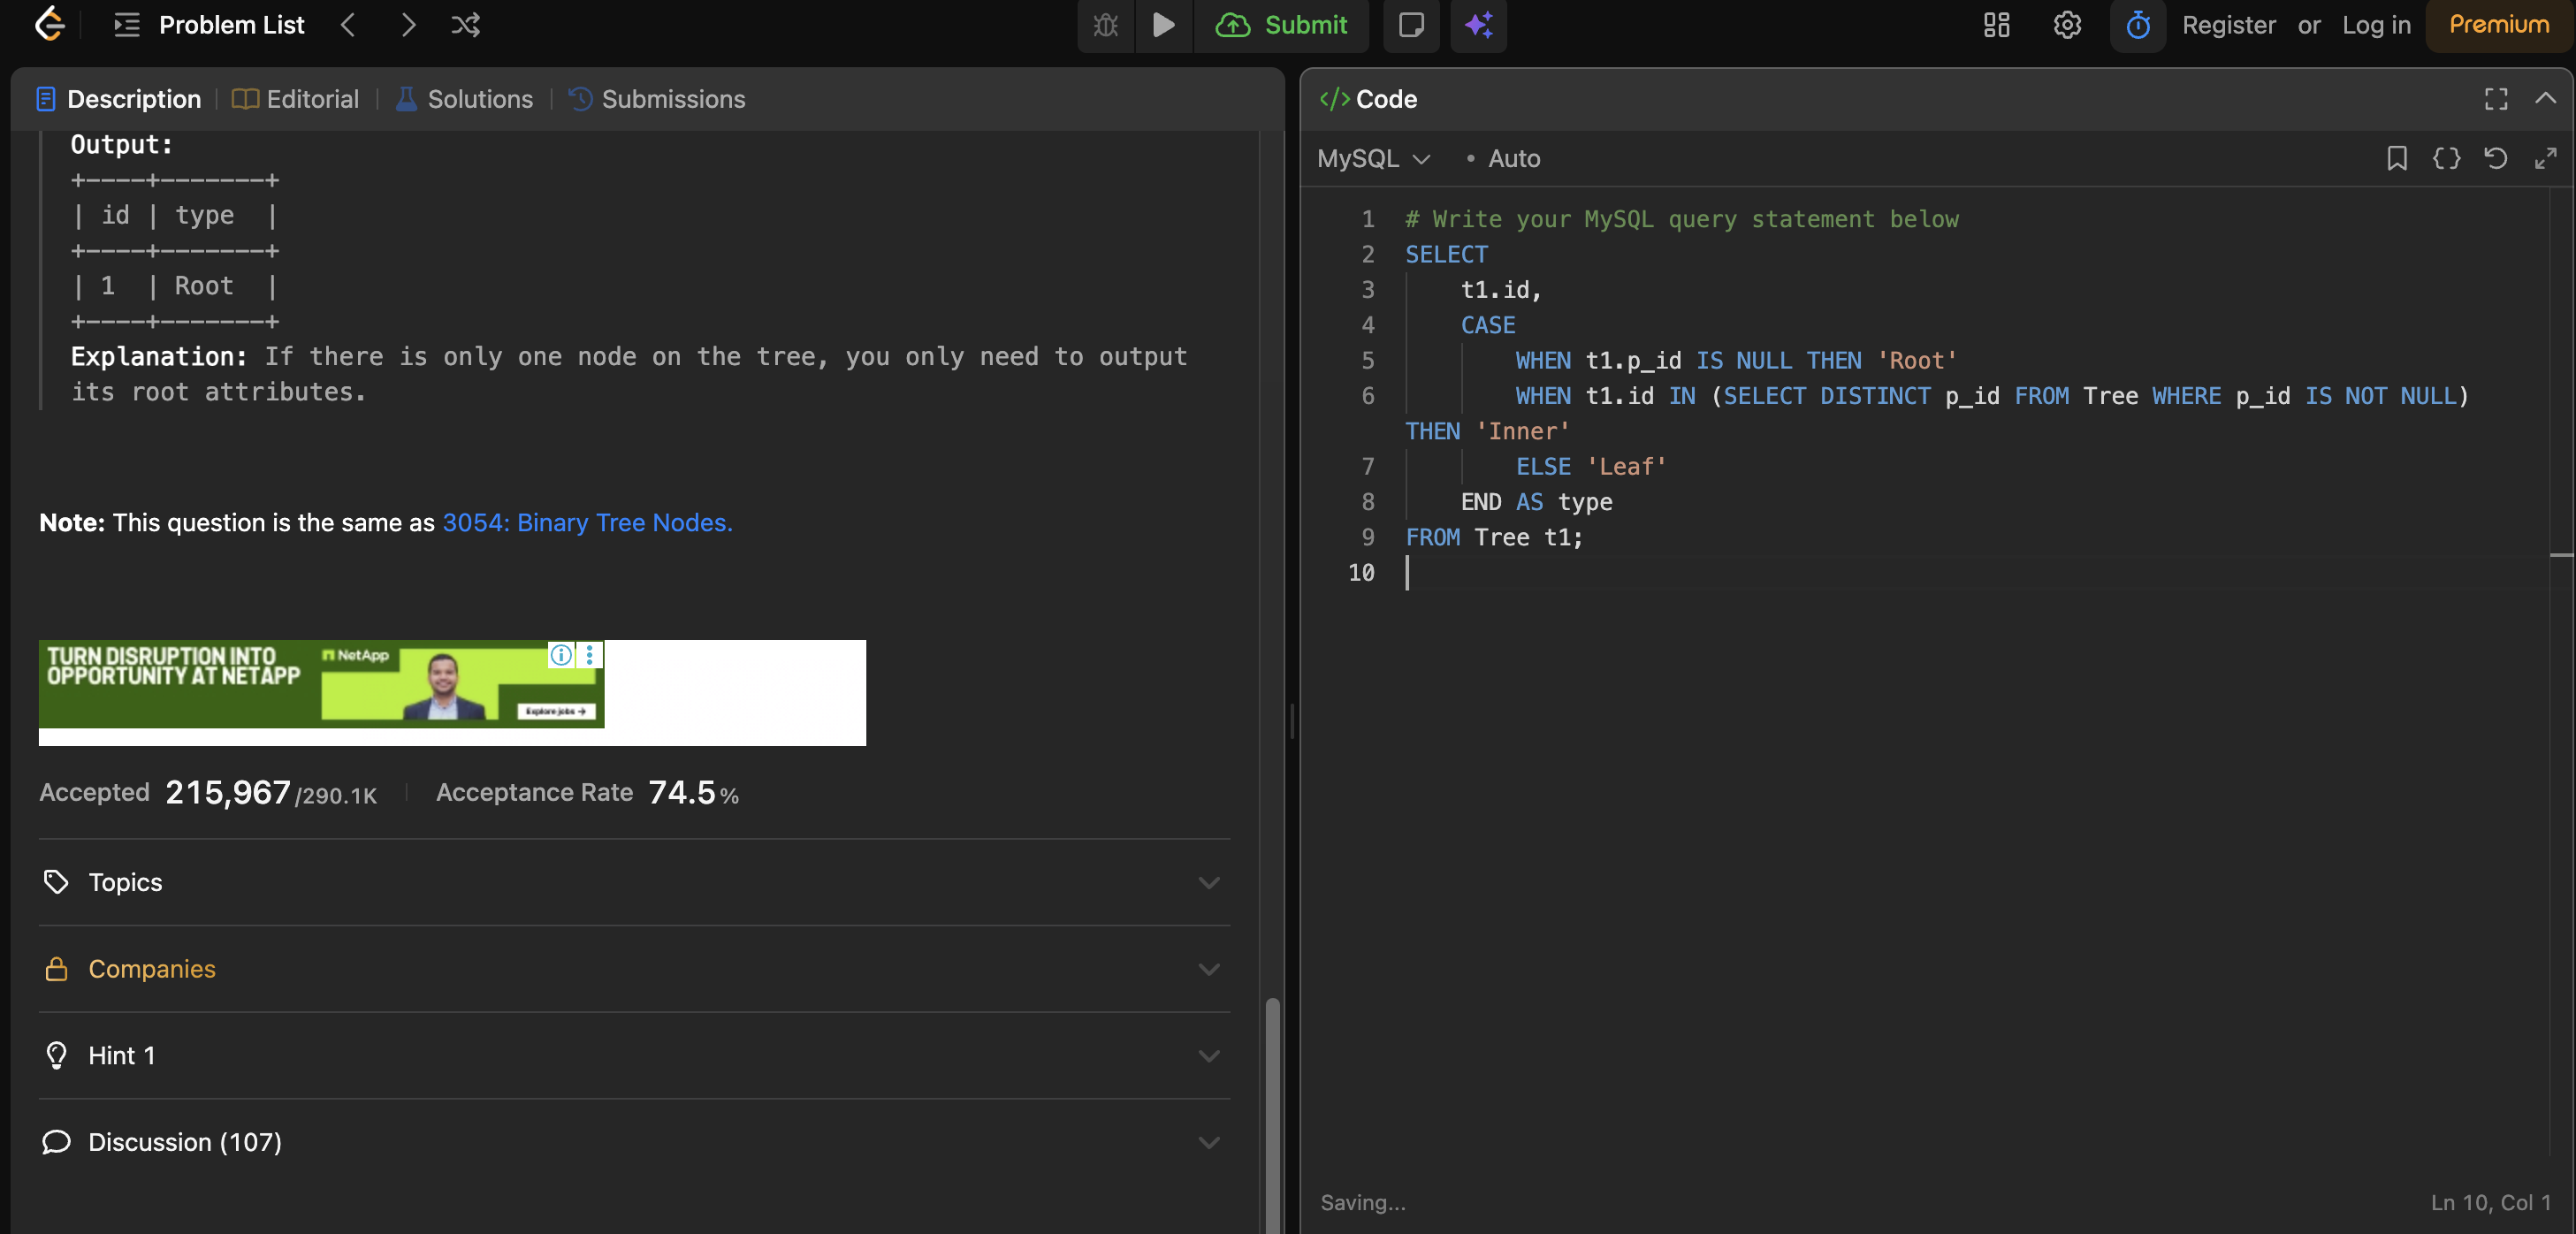 Problem List
Submit
Register or Log in
Premium
Description
Editorial
Solutions
Submissions
Output:
+----+-------+
| id | type  |
+----+-------+
| 1  | Root  |
+----+-------+
Explanation: If there is only one node on the tree, you only need to output
its root attributes.
Note: This question is the same as 3054: Binary Tree Nodes.
TURN DISRUPTION INTO
OPPORTUNITY AT NETAPP
NetApp
Explore jobs →
Accepted 215,967/290.1K
Acceptance Rate 74.5%
Topics
Companies
Hint 1
Discussion (107)
</> Code
MySQL
• Auto
1 # Write your MySQL query statement below
2 SELECT
3     t1.id,
4     CASE
5         WHEN t1.p_id IS NULL THEN 'Root'
6         WHEN t1.id IN (SELECT DISTINCT p_id FROM Tree WHERE p_id IS NOT NULL)
THEN 'Inner'
7         ELSE 'Leaf'
8     END AS type
9 FROM Tree t1;
10
Saving...
Ln 10, Col 1